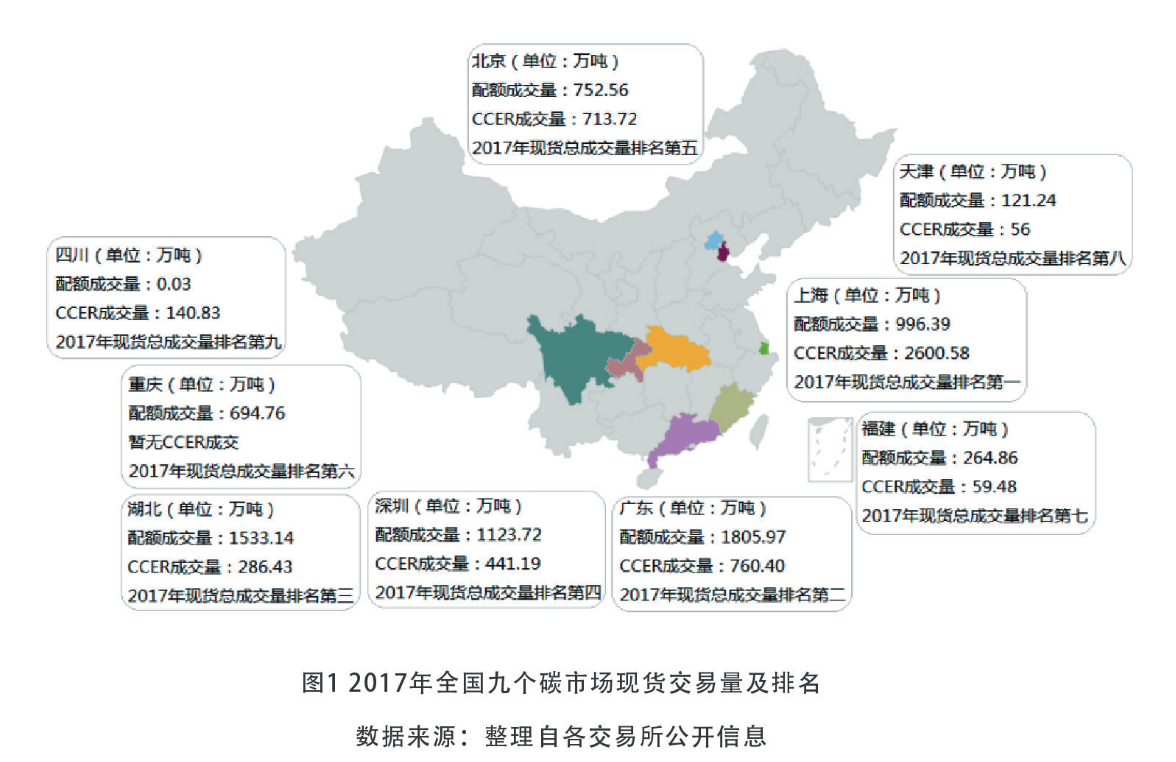 北京（单位：万吨）
配额成交量：752.56
CCER成交量：713.72
2017年现货总成交量排名第五
天津（单位：万吨）
配额成交量：121.24
CCER成交量：56
2017年现货总成交量排名第八
四川（单位：万吨）
配额成交量：0.03
CCER成交量：140.83
2017年现货总成交量排名第九
上海（单位：万吨）
配额成交量：996.39
CCER成交量：2600.58
2017年现货总成交量排名第一
重庆（单位：万吨）
配额成交量：694.76
暂无CCER成交
2017年现货总成交量排名第六
福建（单位：万吨）
配额成交量：264.86
CCER成交量：59.48
2017年现货总成交量排名第七
湖北（单位：万吨）
配额成交量：1533.14
CCER成交量：286.43
2017年现货总成交量排名第三
深圳（单位：万吨）
配额成交量：1123.72
CCER成交量：441.19
2017年现货总成交量排名第四
广东（单位：万吨）
配额成交量：1805.97
CCER成交量：760.40
2017年现货总成交量排名第二
图1 2017年全国九个碳市场现货交易量及排名
数据来源：整理自各交易所公开信息